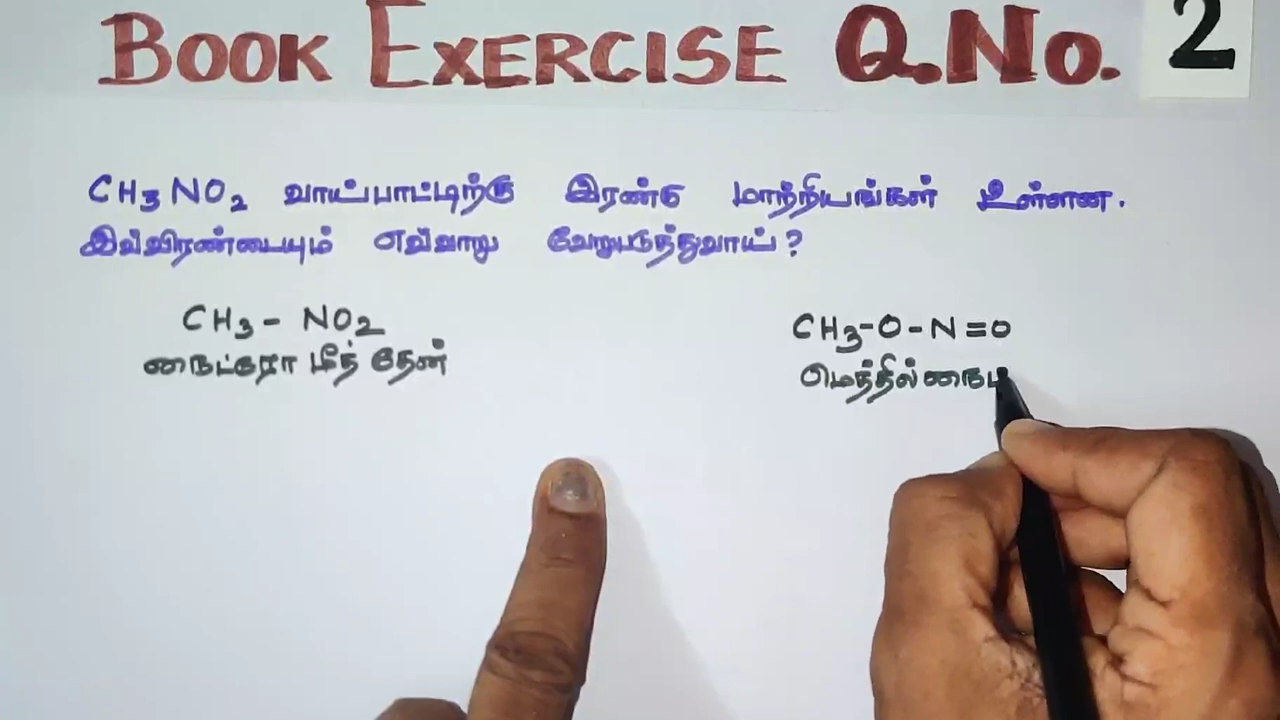 BOOK EXERCISE Q.No. 2
CH3NO2 வாய்பாட்டிற்கு இரண்டு மாற்றியங்கள் உள்ளன.
இவ்விரண்டையும் எவ்வாறு வேறுபடுத்துவாய்?
CH3 - NO2
நைட்ரோ மீத் தேன்
CH3-O-N=O
மெத்தில் நைட